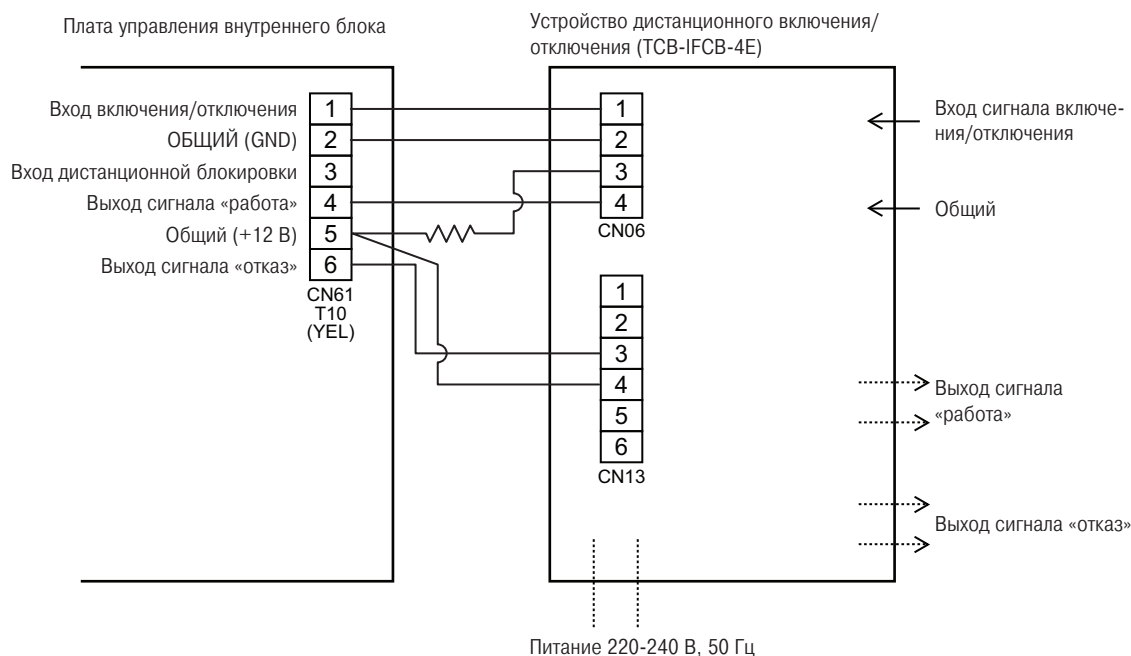 Плата управления внутреннего блока
Устройство дистанционного включения/
отключения (TCB-IFCB-4E)
Вход включения/отключения
ОБЩИЙ (GND)
Вход дистанционной блокировки
Выход сигнала «работа»
Общий (+12 В)
Выход сигнала «отказ»
1
2
3
4
5
6
CN61
T10
(YEL)
1
2
3
4
CN06
1
2
3
4
5
6
CN13
Вход сигнала включе-
ния/отключения
Общий
Выход сигнала
«работа»
Выход сигнала «отказ»
Питание 220-240 В, 50 Гц